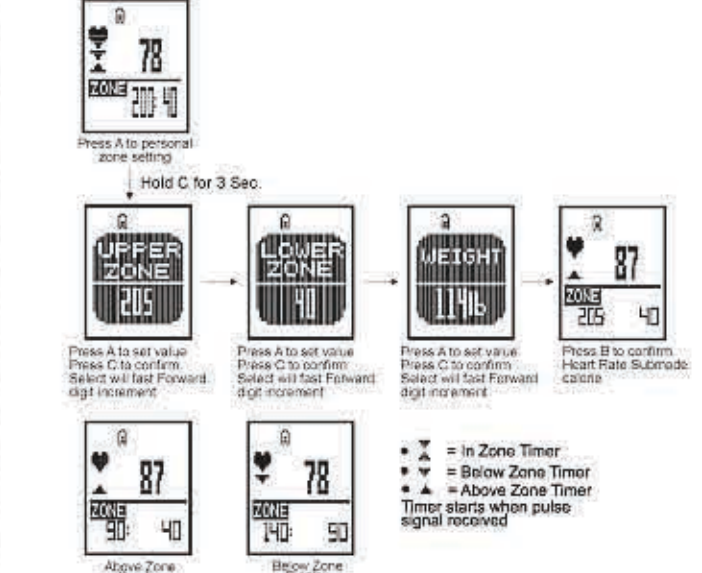 78
ZONE
200: 40
Press A to personal
zone setting
Hold C for 3 Sec.
UPPER
ZONE
205
Press A to set value
Press C to confirm
Select will fast Forward
digit increment
LOWER
ZONE
40
Press A to set value
Press C to confirm
Select will fast Forward
digit increment
WEIGHT
114lb
Press A to set value
Press C to confirm
Select will fast Forward
digit increment
87
ZONE
205: 40
Press B to confirm
Heart Rate Submode
calorie
87
ZONE
90: 40
Above Zone
78
ZONE
140: 90
Below Zone
= In Zone Timer
= Below Zone Timer
= Above Zone Timer
Timer starts when pulse
signal received